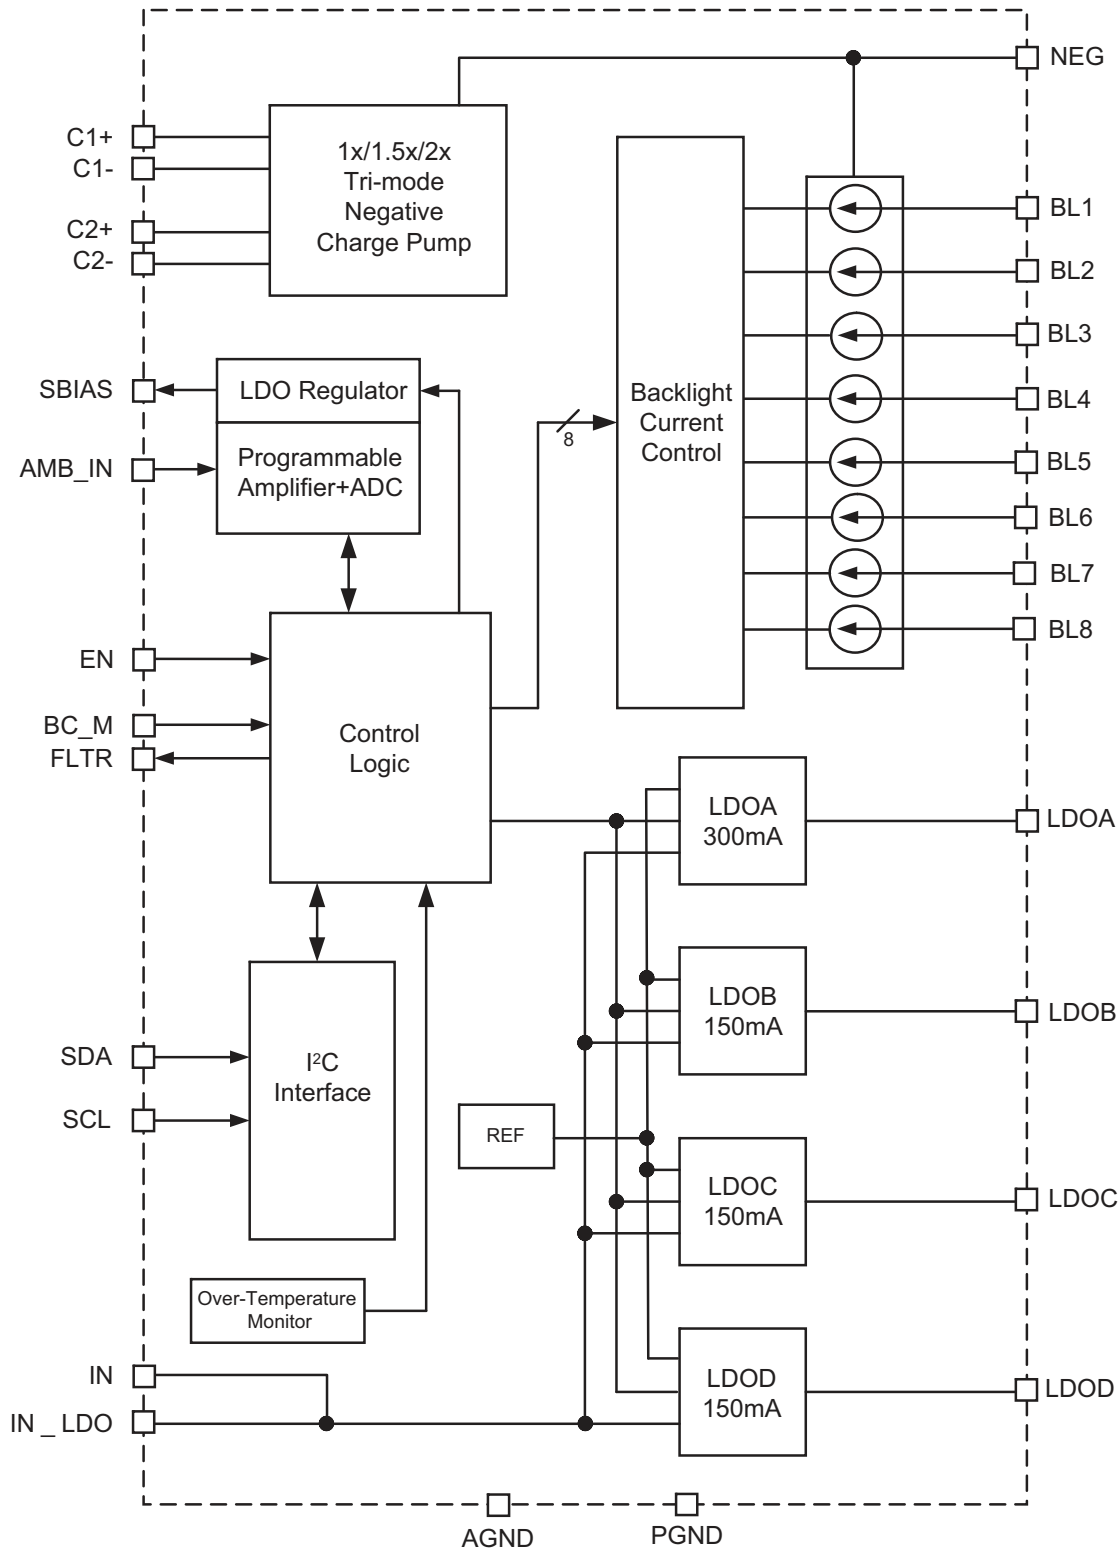 NEG
C1+
C1-
C2+
C2-
1x/1.5x/2x
Tri-mode
Negative
Charge Pump
BL1
BL2
BL3
BL4
BL5
BL6
BL7
BL8
SBIAS
LDO Regulator
AMB_IN
Programmable
Amplifier+ADC
8
Backlight
Current
Control
EN
BC_M
FLTR
Control
Logic
LDOA
300mA
LDOA
LDOB
150mA
LDOB
SDA
SCL
I²C
Interface
REF
LDOC
150mA
LDOC
Over-Temperature
Monitor
IN
IN _ LDO
LDOD
150mA
LDOD
AGND
PGND